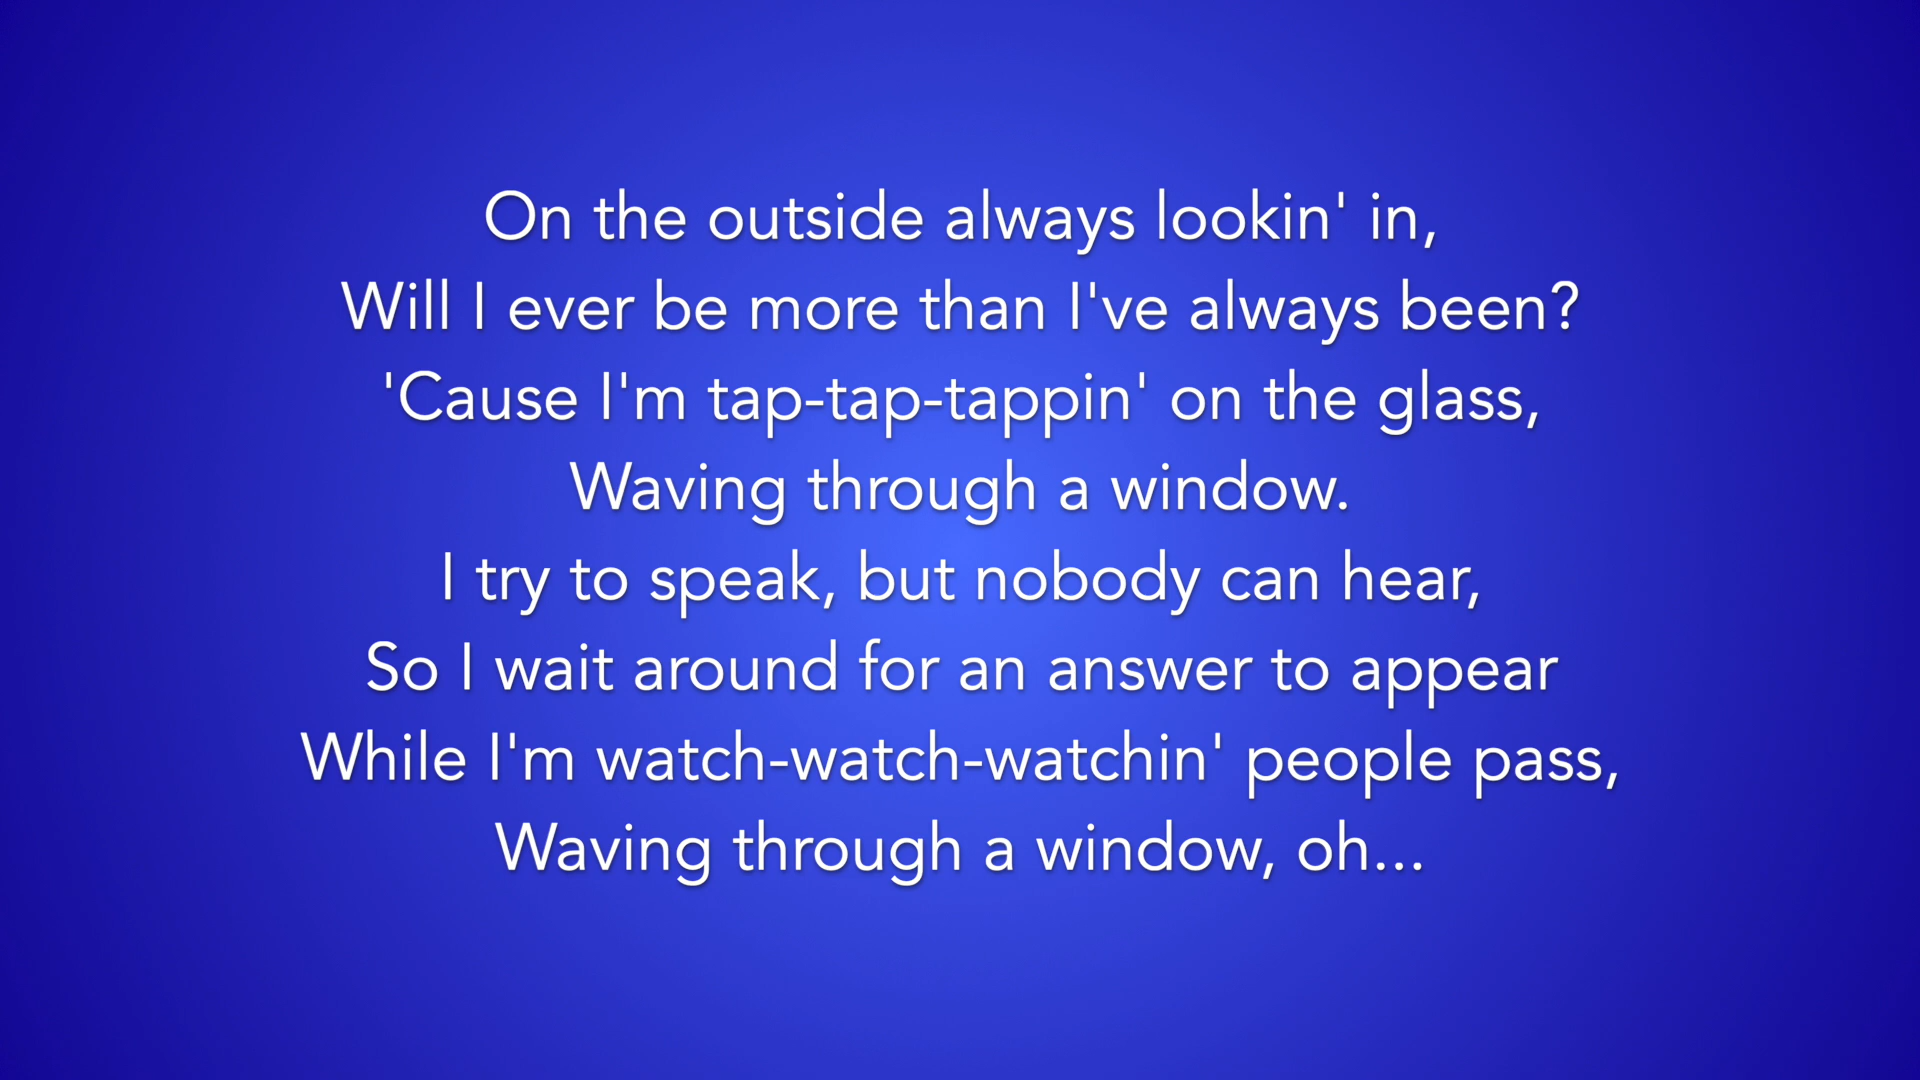 On the outside always lookin' in,
Will I ever be more than I've always been?
'Cause I'm tap-tap-tappin' on the glass,
Waving through a window.
I try to speak, but nobody can hear,
So I wait around for an answer to appear
While I'm watch-watch-watchin' people pass,
Waving through a window, oh...